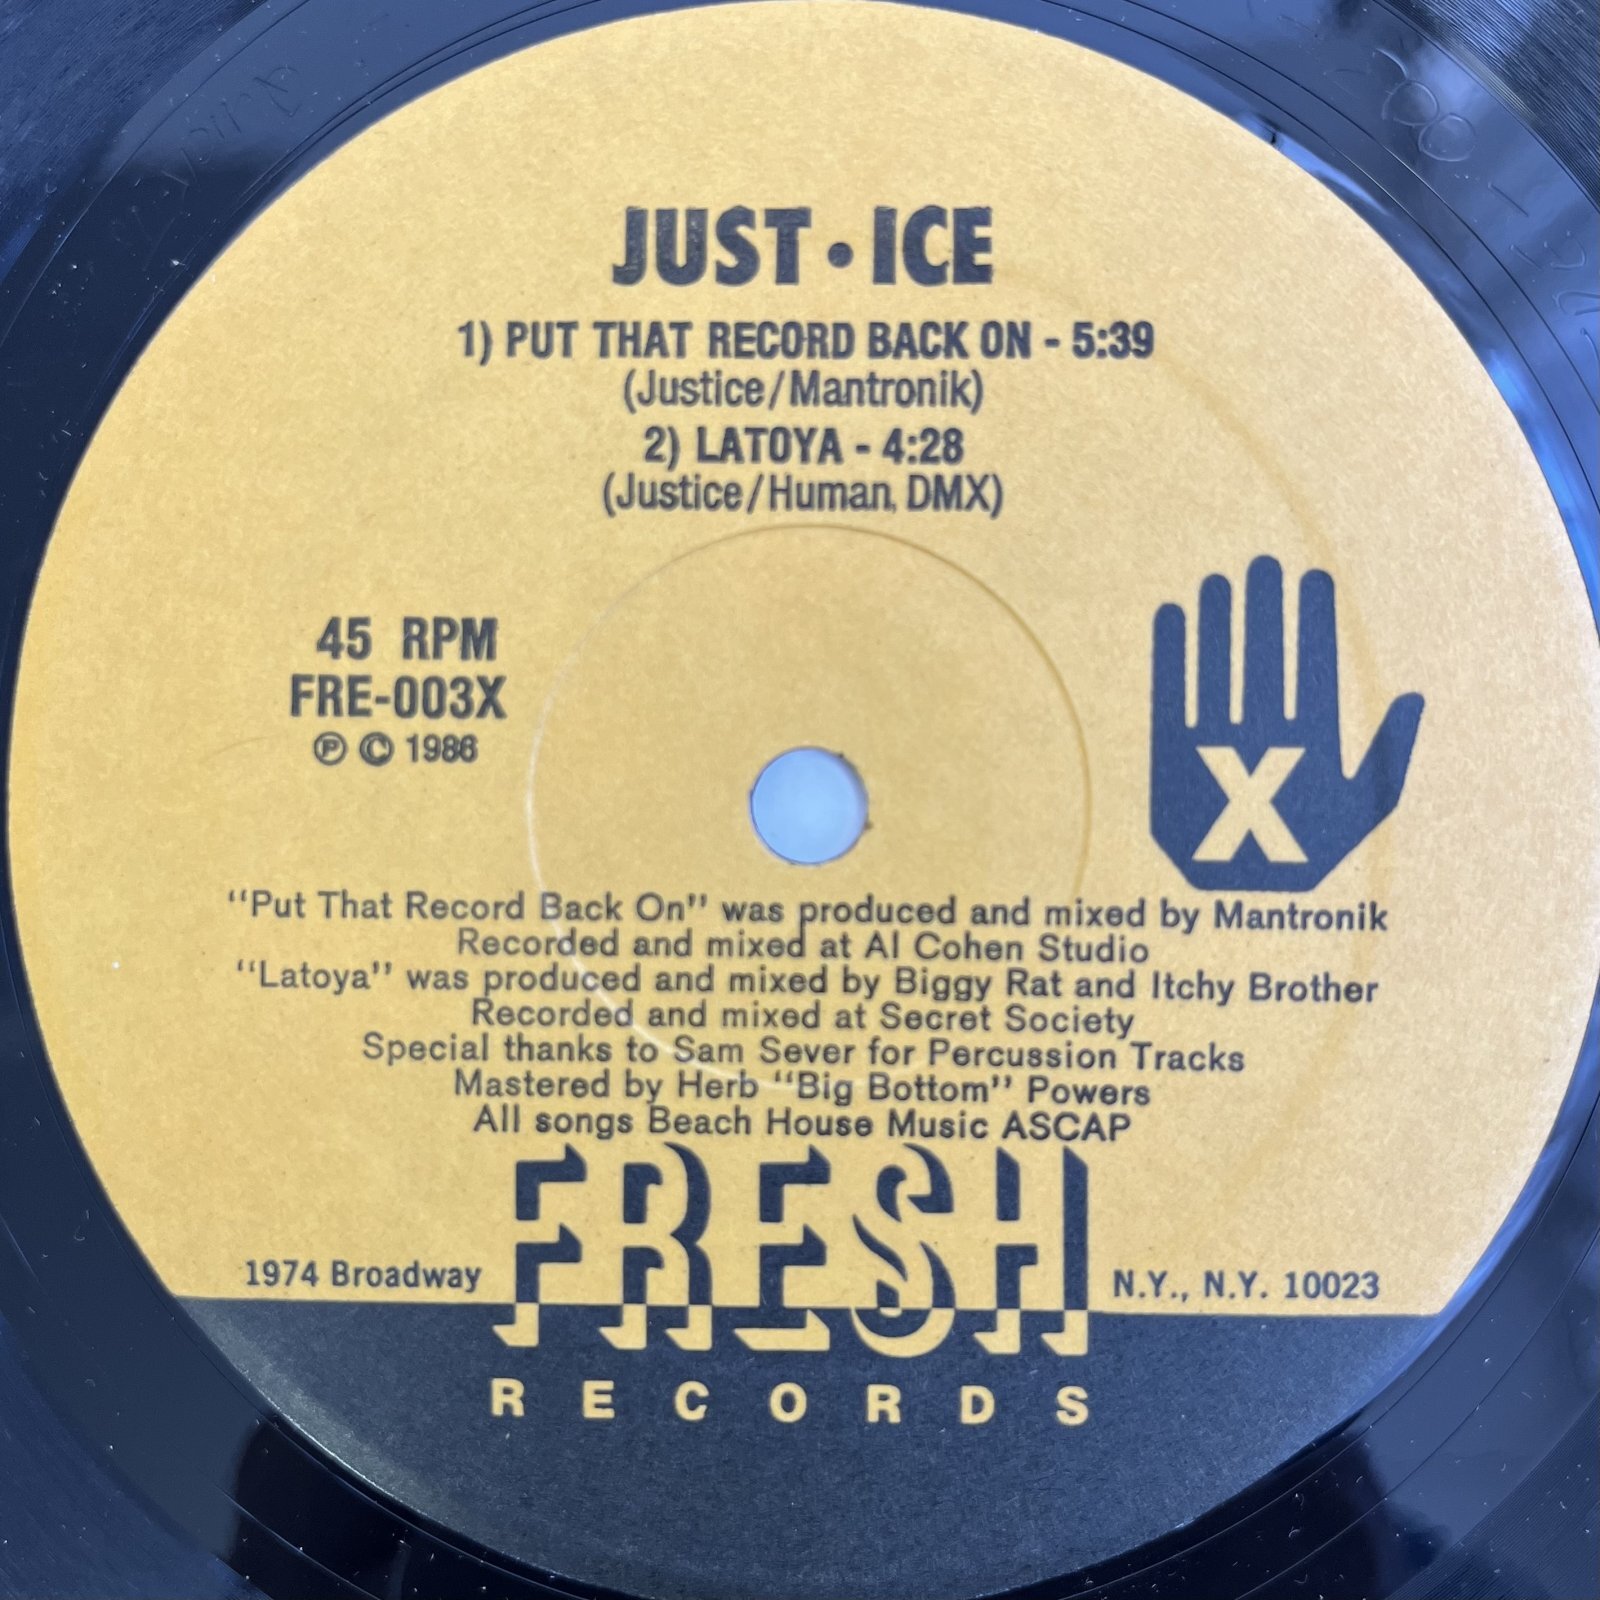 JUST • ICE
1) PUT THAT RECORD BACK ON - 5:39
(Justice/Mantronik)
2) LATOYA - 4:28
(Justice/Human, DMX)
45 RPM
FRE-003X
Ⓟ © 1986
X
“Put That Record Back On” was produced and mixed by Mantronik
Recorded and mixed at Al Cohen Studio
“Latoya” was produced and mixed by Biggy Rat and Itchy Brother
Recorded and mixed at Secret Society
Special thanks to Sam Sever for Percussion Tracks
Mastered by Herb “Big Bottom” Powers
All songs Beach House Music ASCAP
1974 Broadway
FRESH
N.Y., N.Y. 10023
RECORDS